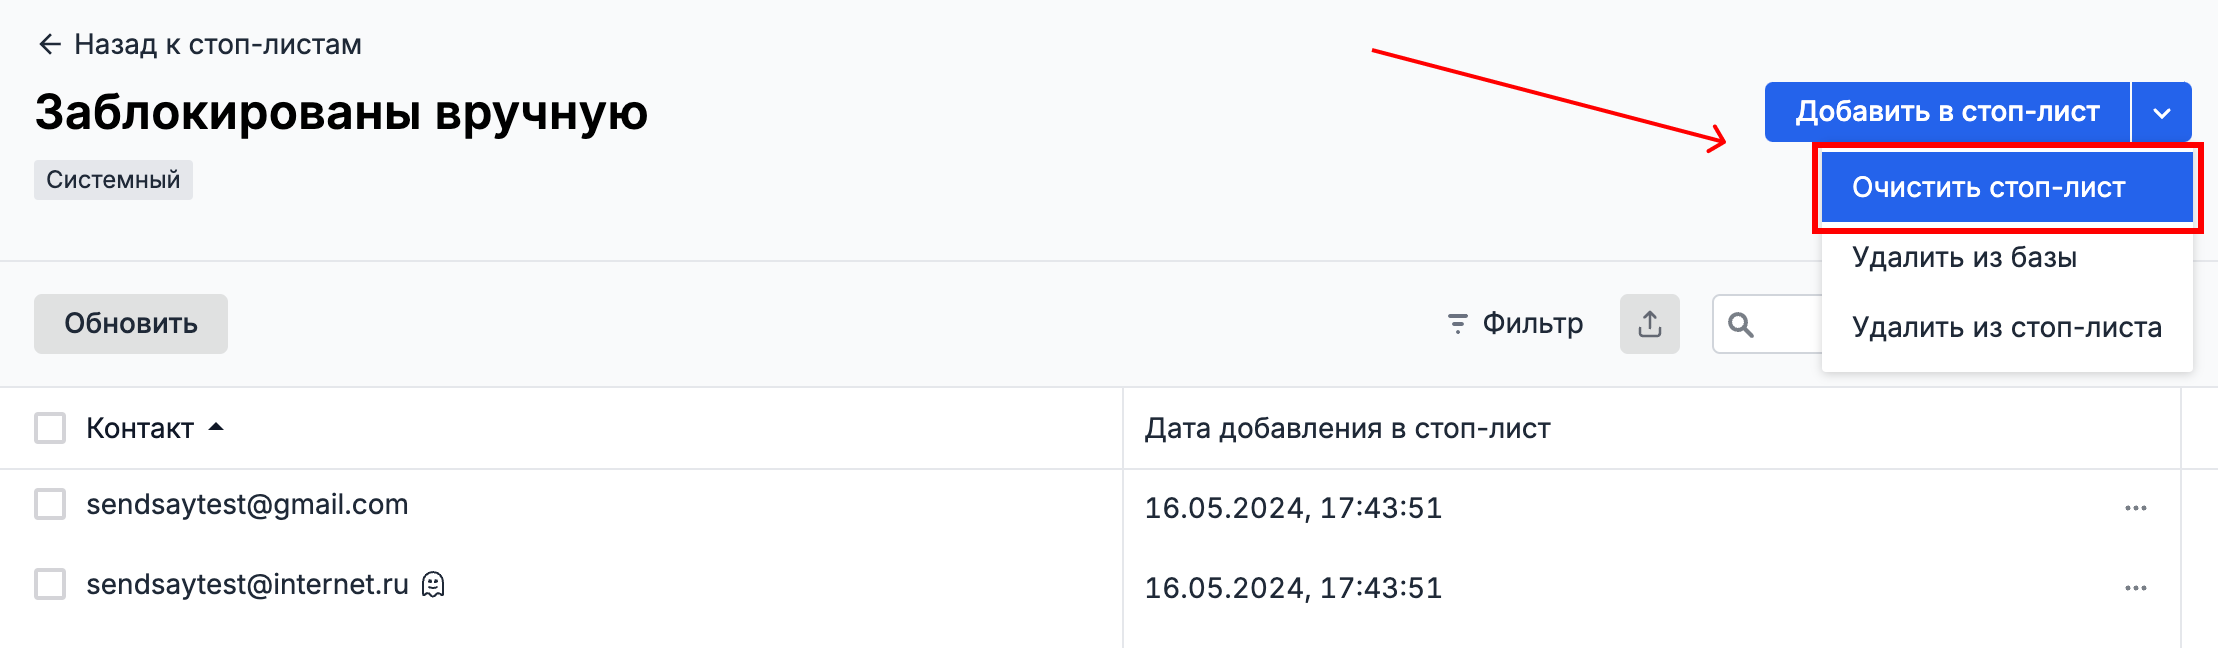 ← Назад к стоп-листам
Заблокированы вручную
Системный
Добавить в стоп-лист
Очистить стоп-лист
Удалить из базы
Удалить из стоп-листа
Обновить
Фильтр
Контакт
Дата добавления в стоп-лист
sendsaytest@gmail.com
16.05.2024, 17:43:51
sendsaytest@internet.ru
16.05.2024, 17:43:51